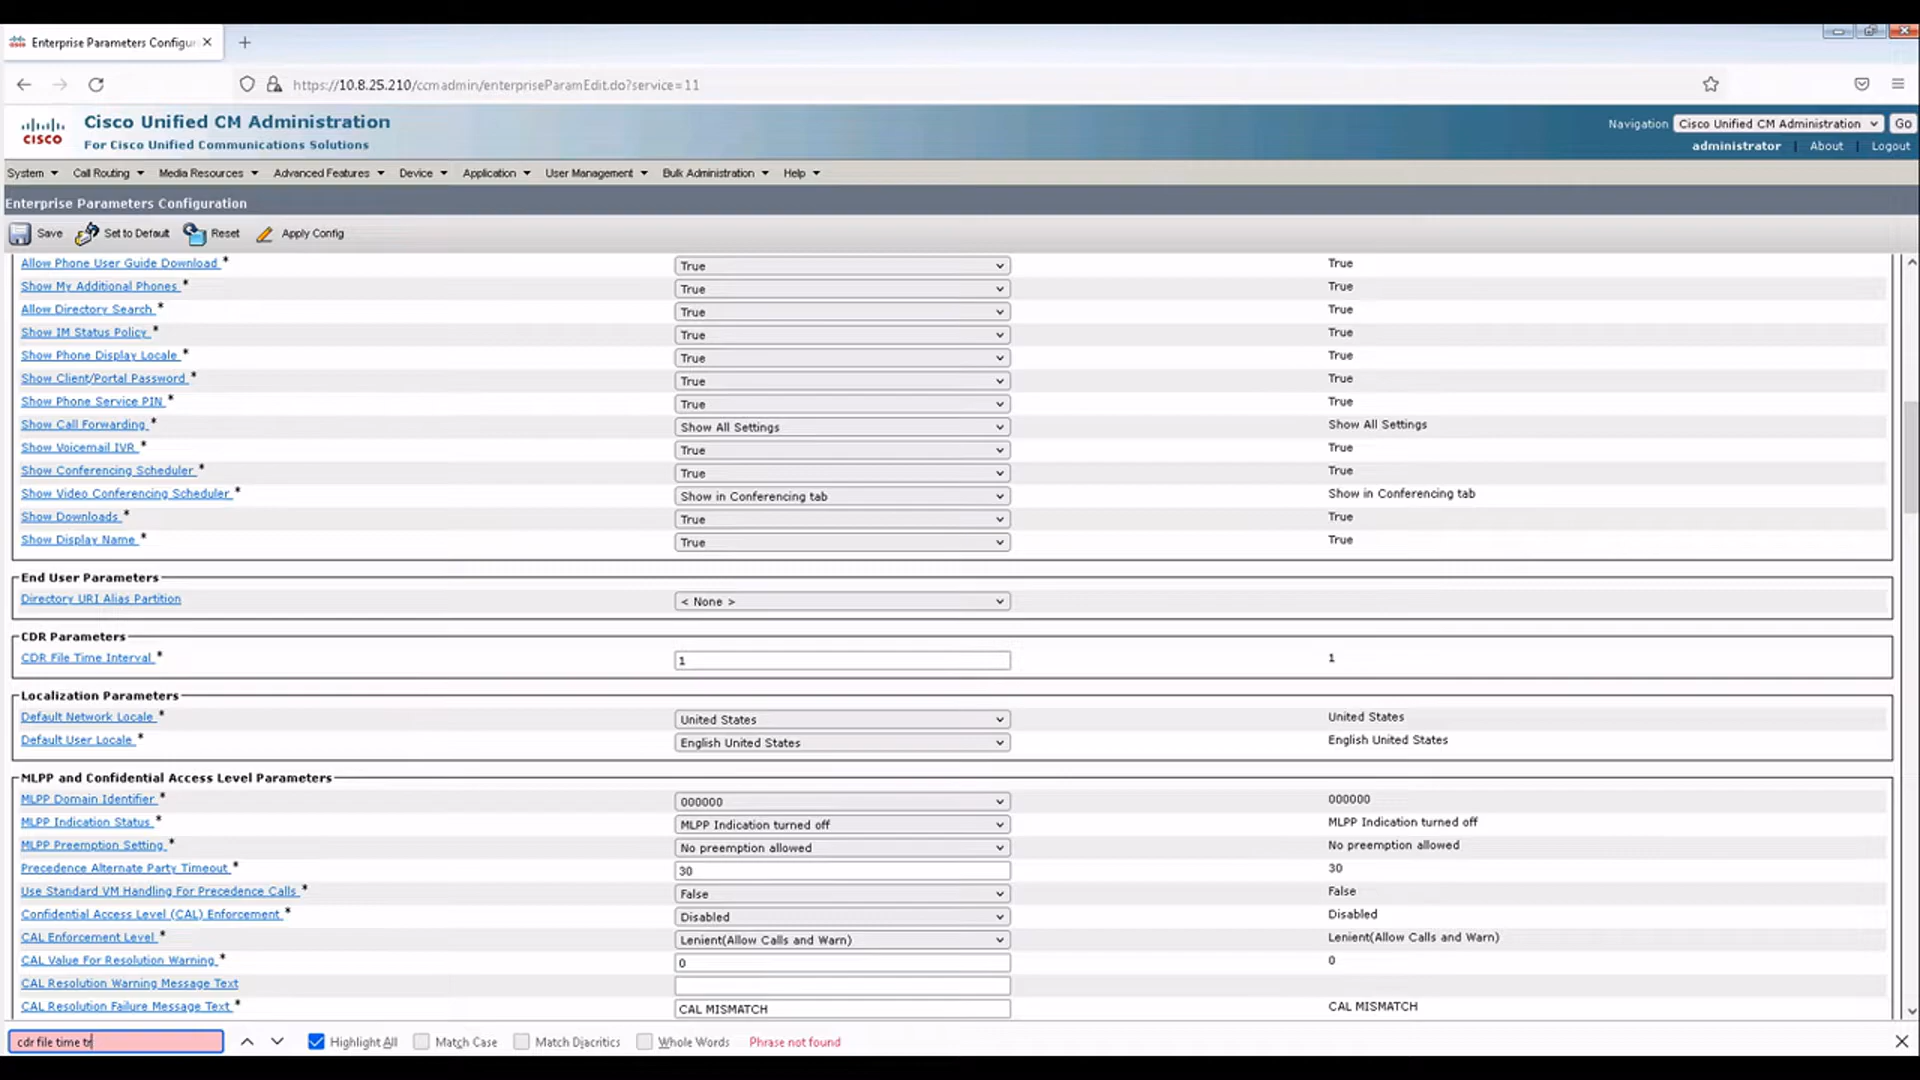 Enterprise Parameters Configur
https://10.8.25.210/ccmadmin/enterpriseParamEdit.do?service=11
CISCO
Cisco Unified CM Administration
For Cisco Unified Communications Solutions
Navigation Cisco Unified CM Administration Go
administrator | About | Logout
System Call Routing Media Resources Advanced Features Device Application User Management Bulk Administration Help
Enterprise Parameters Configuration
Save Set to Default Reset Apply Config
Allow Phone User Guide Download * True True
Show My Additional Phones * True True
Allow Directory Search * True True
Show IM Status Policy * True True
Show Phone Display Locale * True True
Show Client/Portal Password * True True
Show Phone Service PIN * True True
Show Call Forwarding * Show All Settings Show All Settings
Show Voicemail IVR * True True
Show Conferencing Scheduler * True True
Show Video Conferencing Scheduler * Show in Conferencing tab Show in Conferencing tab
Show Downloads * True True
Show Display Name * True True
End User Parameters
Directory URI Alias Partition < None >
CDR Parameters
CDR File Time Interval * 1 1
Localization Parameters
Default Network Locale * United States United States
Default User Locale * English United States English United States
MLPP and Confidential Access Level Parameters
MLPP Domain Identifier * 000000 000000
MLPP Indication Status * MLPP Indication turned off MLPP Indication turned off
MLPP Preemption Setting * No preemption allowed No preemption allowed
Precedence Alternate Party Timeout * 30 30
Use Standard VM Handling For Precedence Calls * False False
Confidential Access Level (CAL) Enforcement * Disabled Disabled
CAL Enforcement Level * Lenient(Allow Calls and Warn) Lenient(Allow Calls and Warn)
CAL Value For Resolution Warning * 0 0
CAL Resolution Warning Message Text
CAL Resolution Failure Message Text * CAL MISMATCH CAL MISMATCH
cdr file time tr Highlight All Match Case Match Diacritics Whole Words Phrase not found